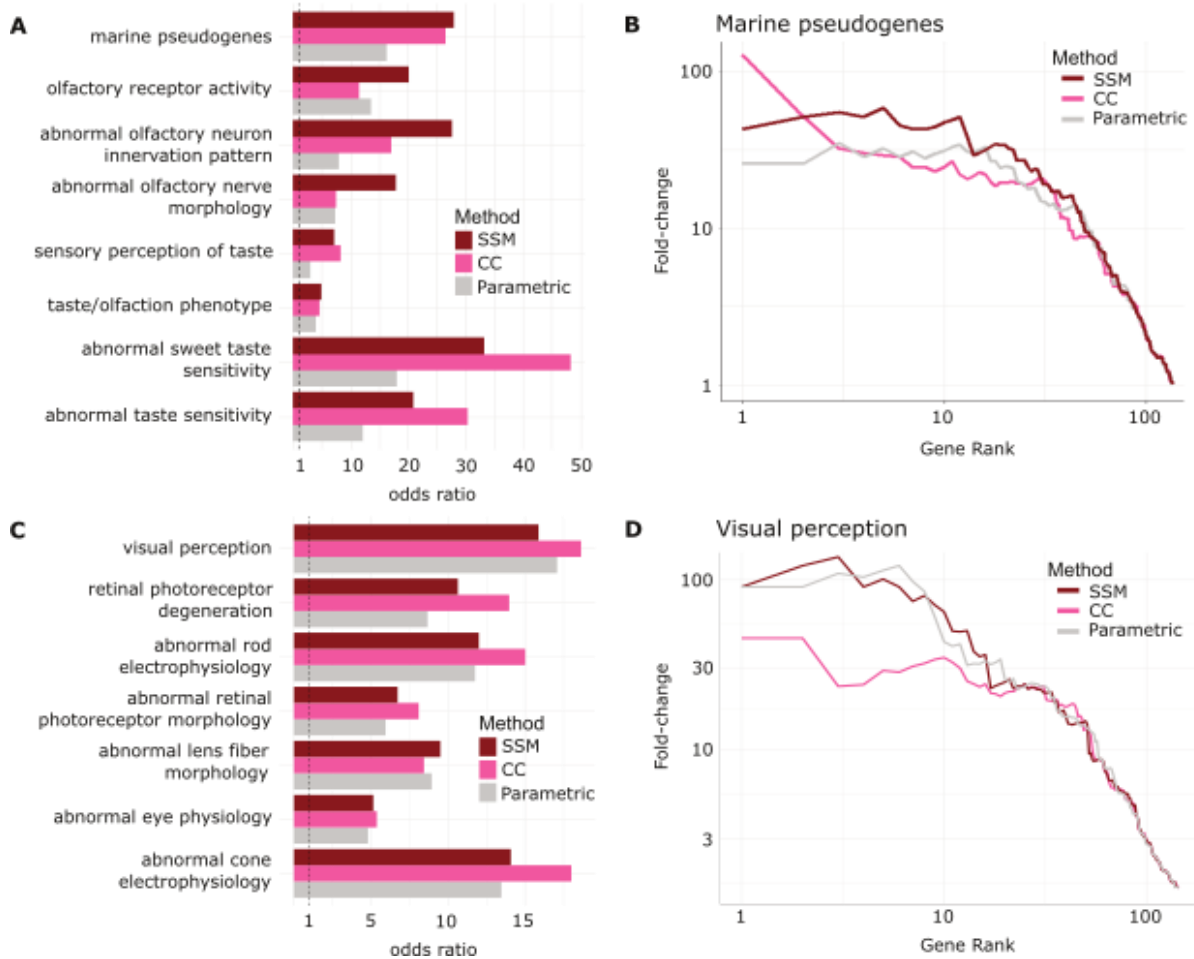 A
marine pseudogenes
olfactory receptor activity
abnormal olfactory neuron
innervation pattern
abnormal olfactory nerve
morphology
sensory perception of taste
taste/olfaction phenotype
abnormal sweet taste
sensitivity
abnormal taste sensitivity
Method
SSM
CC
Parametric
1 10 20 30 40 50
odds ratio
B Marine pseudogenes
Method
SSM
CC
Parametric
Fold-change
100
10
1
1 10 100
Gene Rank
C
visual perception
retinal photoreceptor
degeneration
abnormal rod
electrophysiology
abnormal retinal
photoreceptor morphology
abnormal lens fiber
morphology
abnormal eye physiology
abnormal cone
electrophysiology
Method
SSM
CC
Parametric
1 5 10 15
odds ratio
D Visual perception
Method
SSM
CC
Parametric
Fold-change
100
30
10
3
1 10 100
Gene Rank